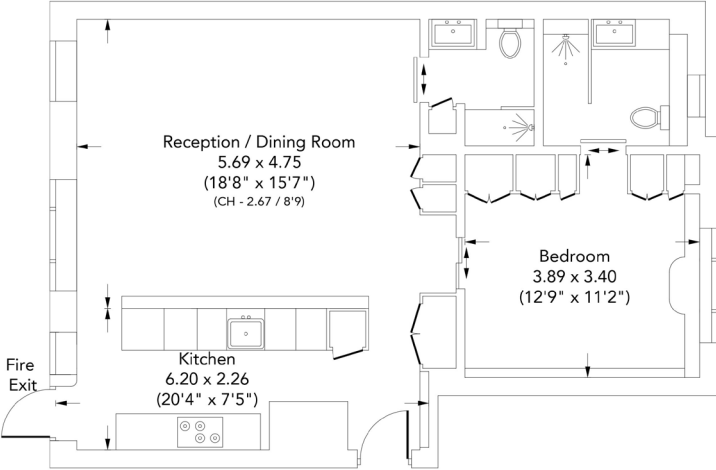 Reception / Dining Room
5.69 x 4.75
(18'8" x 15'7")
(CH - 2.67 / 8'9)
Bedroom
3.89 x 3.40
(12'9" x 11'2")
Kitchen
6.20 x 2.26
(20'4" x 7'5")
Fire
Exit